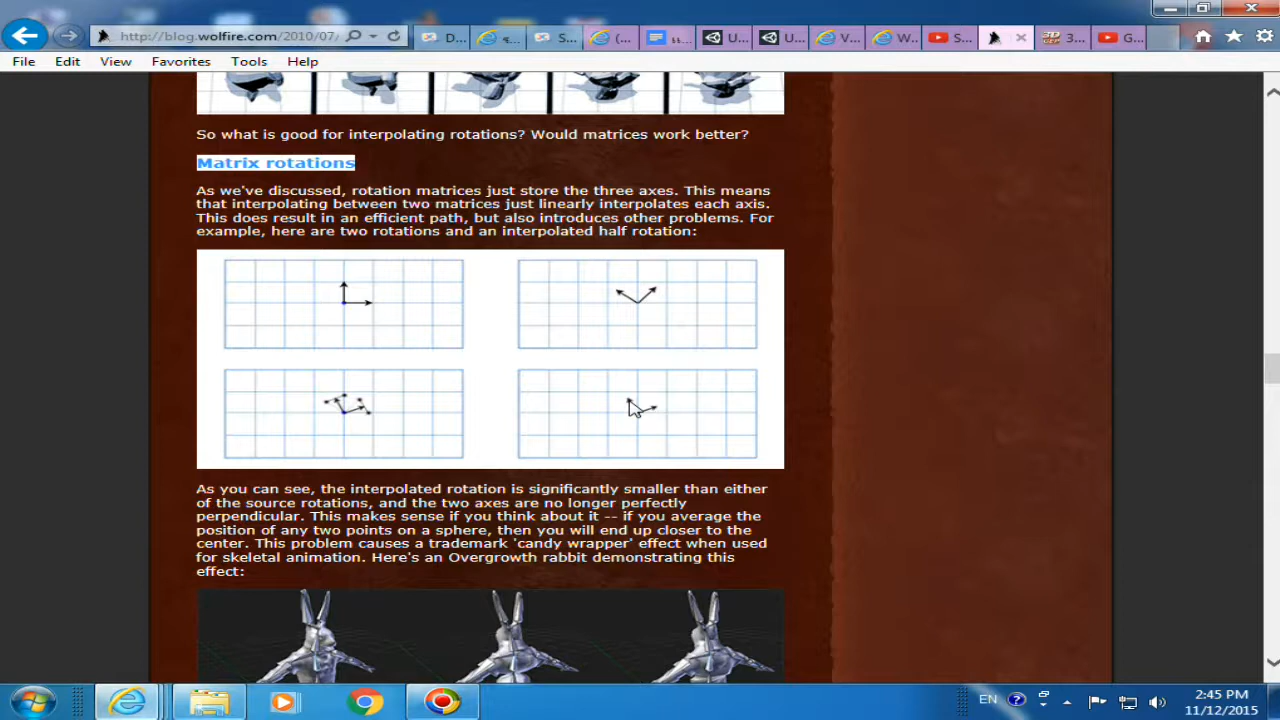 http://blog.wolfire.com/2010/07/
D...
S...
(...
U...
U...
V...
W...
S...
3...
G...
File Edit View Favorites Tools Help
So what is good for interpolating rotations? Would matrices work better?
Matrix rotations
As we've discussed, rotation matrices just store the three axes. This means
that interpolating between two matrices just linearly interpolates each axis.
This does result in an efficient path, but also introduces other problems. For
example, here are two rotations and an interpolated half rotation:
As you can see, the interpolated rotation is significantly smaller than either
of the source rotations, and the two axes are no longer perfectly
perpendicular. This makes sense if you think about it -- if you average the
position of any two points on a sphere, then you will end up closer to the
center. This problem causes a trademark 'candy wrapper' effect when used
for skeletal animation. Here's an Overgrowth rabbit demonstrating this
effect:
EN
2:45 PM
11/12/2015